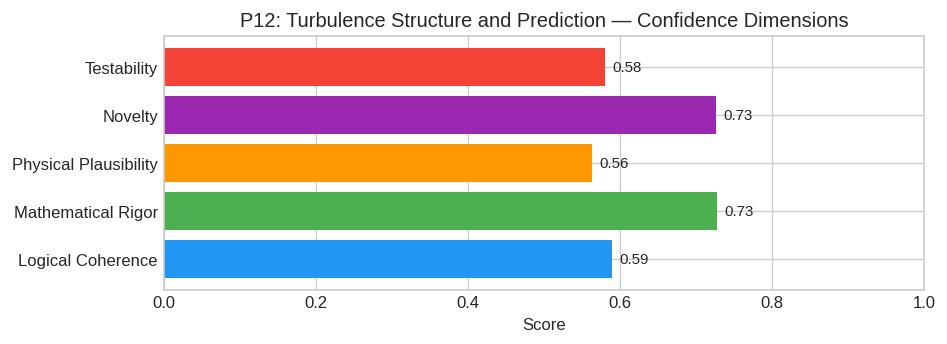 P12: Turbulence Structure and Prediction — Confidence Dimensions
Testability 0.58
Novelty 0.73
Physical Plausibility 0.56
Mathematical Rigor 0.73
Logical Coherence 0.59
0.0 0.2 0.4 0.6 0.8 1.0
Score